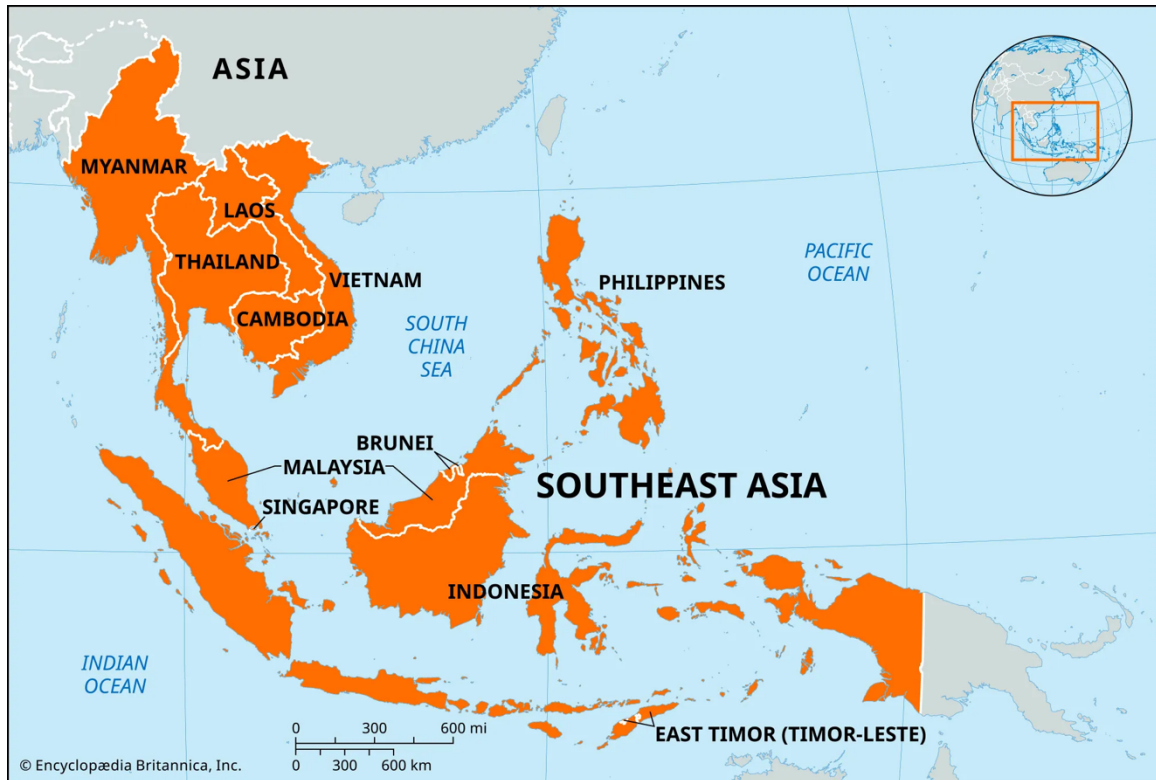 ASIA
MYANMAR
LAOS
THAILAND
VIETNAM
CAMBODIA
SOUTH
CHINA
SEA
PHILIPPINES
PACIFIC
OCEAN
BRUNEI
MALAYSIA
SINGAPORE
SOUTHEAST ASIA
INDONESIA
INDIAN
OCEAN
EAST TIMOR (TIMOR-LESTE)
0 300 600 mi
0 300 600 km
© Encyclopædia Britannica, Inc.